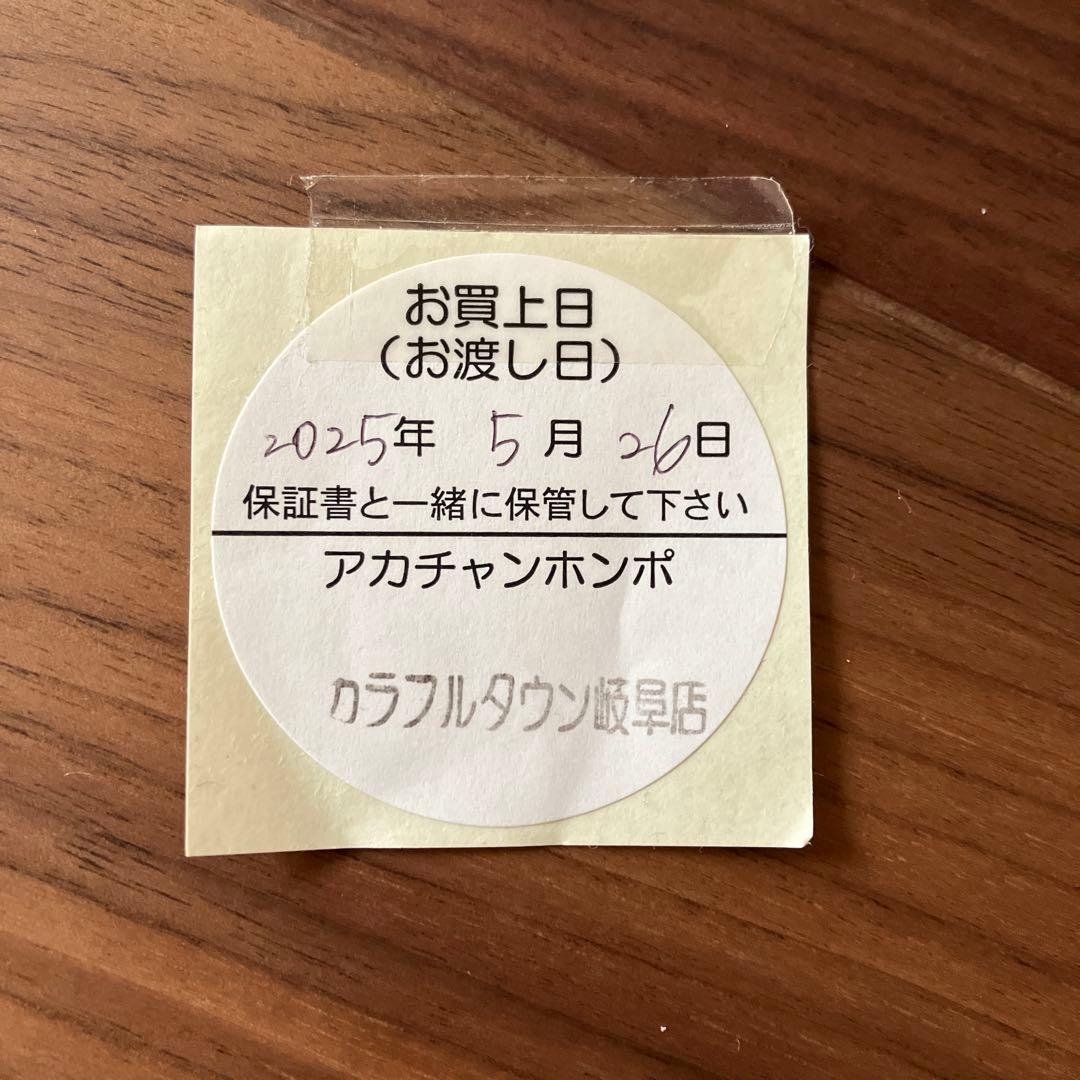 お買上日
(お渡し日)
2025年 5月 26日
保証書と一緒に保管して下さい
アカチャンホンポ
カラフルタウン岐阜店